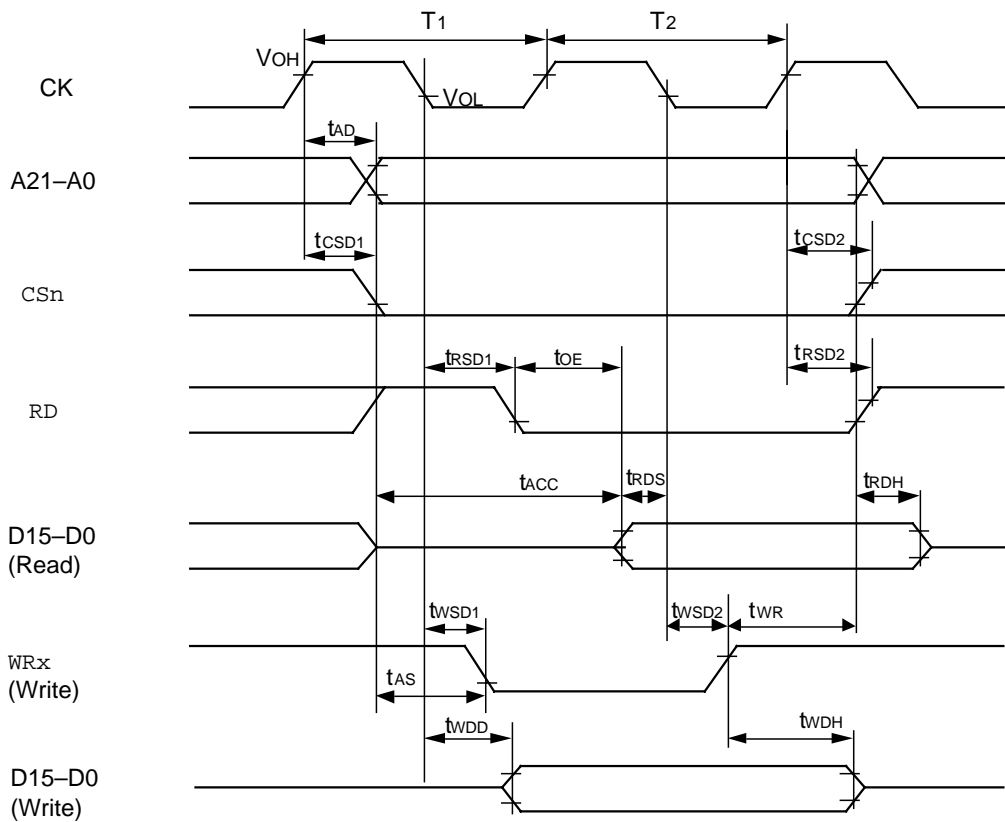 T1 T2
VOH
CK
VOL
tAD
A21–A0
tCSD1 tCSD2
CSn
tRSD1 tOE tRSD2
RD
tACC tRDS tRDH
D15–D0
(Read)
tWSD1 tWSD2 tWR
WRx
(Write)
tAS
tWDD tWDH
D15–D0
(Write)